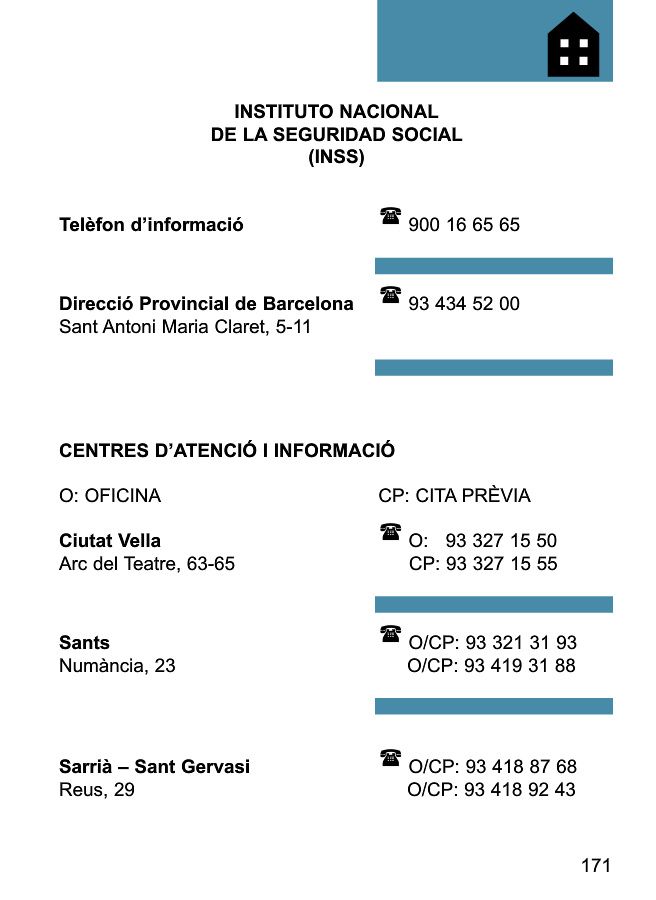 INSTITUTO NACIONAL
DE LA SEGURIDAD SOCIAL
(INSS)
Telèfon d’informació 900 16 65 65
Direcció Provincial de Barcelona 93 434 52 00
Sant Antoni Maria Claret, 5-11
CENTRES D’ATENCIÓ I INFORMACIÓ
O: OFICINA CP: CITA PRÈVIA
Ciutat Vella O: 93 327 15 50
Arc del Teatre, 63-65 CP: 93 327 15 55
Sants O/CP: 93 321 31 93
Numància, 23 O/CP: 93 419 31 88
Sarrià – Sant Gervasi O/CP: 93 418 87 68
Reus, 29 O/CP: 93 418 92 43
171